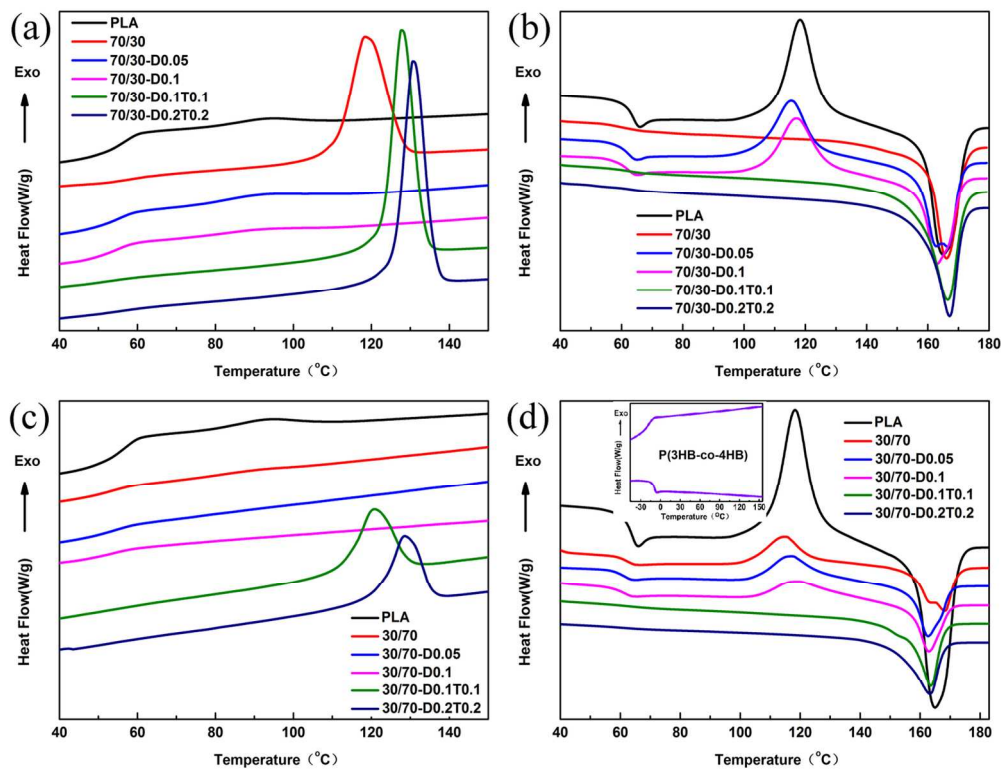 (a)
PLA
70/30
70/30-D0.05
70/30-D0.1
70/30-D0.1T0.1
70/30-D0.2T0.2
Exo
Heat Flow(W/g)
40 60 80 100 120 140
Temperature（°C）
(b)
Exo
Heat Flow(W/g)
PLA
70/30
70/30-D0.05
70/30-D0.1
70/30-D0.1T0.1
70/30-D0.2T0.2
40 60 80 100 120 140 160 180
Temperature（°C）
(c)
Exo
Heat Flow(W/g)
PLA
30/70
30/70-D0.05
30/70-D0.1
30/70-D0.1T0.1
30/70-D0.2T0.2
40 60 80 100 120 140
Temperature（°C）
(d)
Exo
Heat Flow(W/g)
P(3HB-co-4HB)
-30 0 30 60 90 120 150
Temperature（°C）
PLA
30/70
30/70-D0.05
30/70-D0.1
30/70-D0.1T0.1
30/70-D0.2T0.2
Exo
Heat Flow(W/g)
40 60 80 100 120 140 160 180
Temperature（°C）